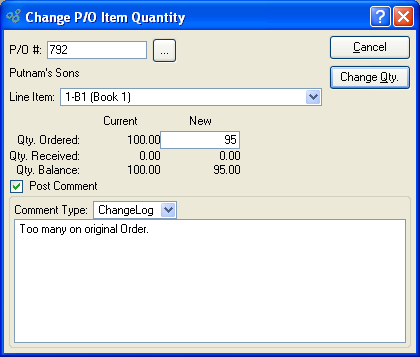 Change P/O Item Quantity
P/O #: 792 ... Cancel
Putnam's Sons Change Qty.
Line Item: 1-B1 (Book 1)
Current New
Qty. Ordered: 100.00 95
Qty. Received: 0.00 0.00
Qty. Balance: 100.00 95.00
Post Comment
Comment Type: ChangeLog
Too many on original Order.